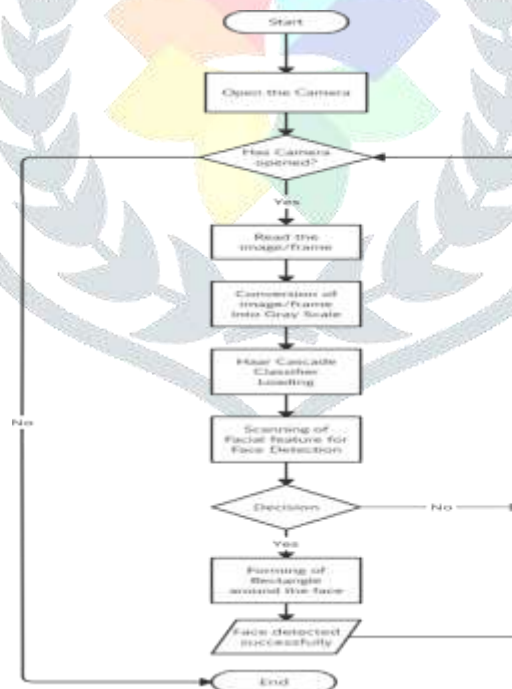 Start
Open the Camera
Has Camera
opened?
Yes
Read the
image/frame
Conversion of
image/frame
into Gray Scale
Haar Cascade
Classifier
Loading
No
Scanning of
Facial feature for
Face Detection
Decision
No
Yes
Forming of
Rectangle
around the face
Face detected
successfully
End